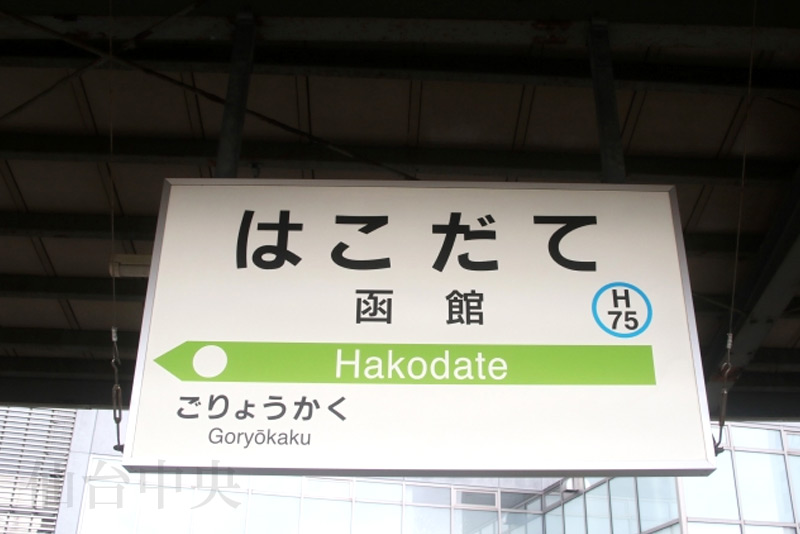 はこだて
函館
H
75
Hakodate
ごりょうかく
Goryōkaku
仙台中央